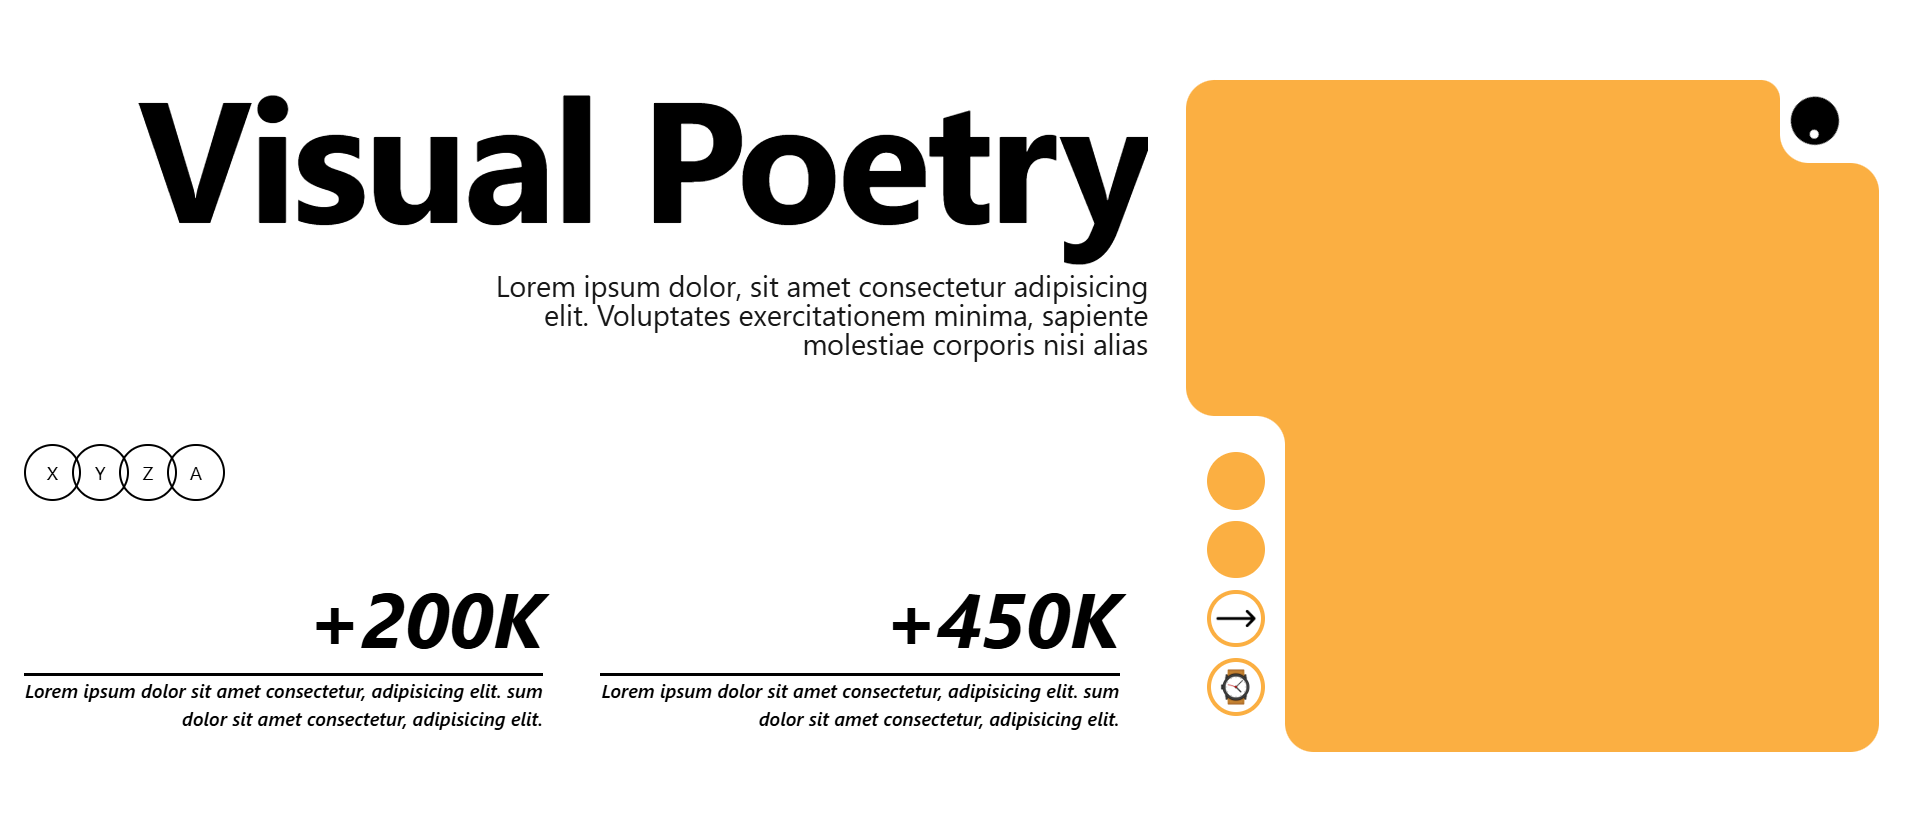 Visual Poetry
Lorem ipsum dolor, sit amet consectetur adipisicing
elit. Voluptates exercitationem minima, sapiente
molestiae corporis nisi alias
X Y Z A
+200K
Lorem ipsum dolor sit amet consectetur, adipisicing elit. sum
dolor sit amet consectetur, adipisicing elit.
+450K
Lorem ipsum dolor sit amet consectetur, adipisicing elit. sum
dolor sit amet consectetur, adipisicing elit.